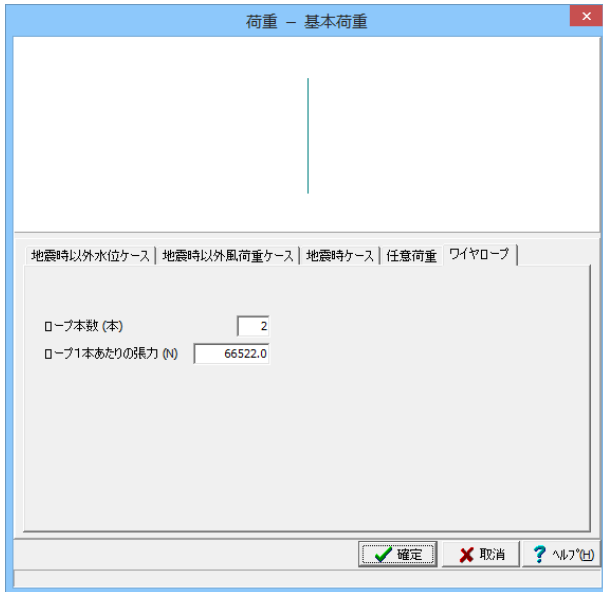 荷重 － 基本荷重
地震時以外水位ケース 地震時以外風荷重ケース 地震時ケース 任意荷重 ワイヤロープ
ロープ本数 (本) 2
ロープ1本あたりの張力 (N) 66522.0
確定 取消 ヘルプ(H)